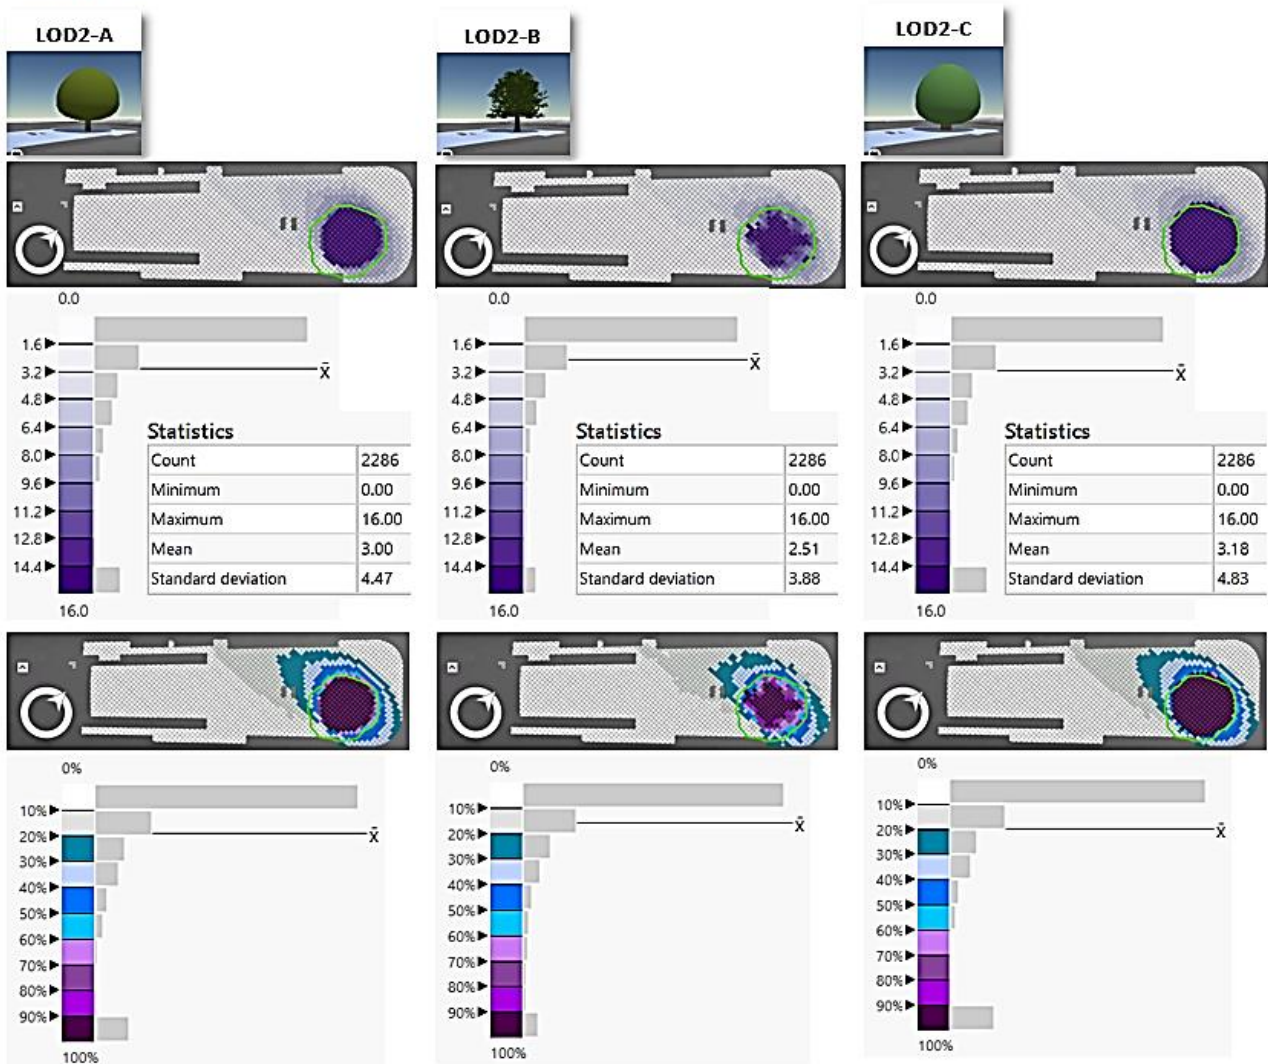 LOD2-A
LOD2-B
LOD2-C
0.0
1.6
3.2
4.8
6.4
8.0
9.6
11.2
12.8
14.4
16.0
x̄
Statistics
Count 2286
Minimum 0.00
Maximum 16.00
Mean 3.00
Standard deviation 4.47
0.0
1.6
3.2
4.8
6.4
8.0
9.6
11.2
12.8
14.4
16.0
x̄
Statistics
Count 2286
Minimum 0.00
Maximum 16.00
Mean 2.51
Standard deviation 3.88
0.0
1.6
3.2
4.8
6.4
8.0
9.6
11.2
12.8
14.4
16.0
x̄
Statistics
Count 2286
Minimum 0.00
Maximum 16.00
Mean 3.18
Standard deviation 4.83
0%
10%
20%
30%
40%
50%
60%
70%
80%
90%
100%
x̄
0%
10%
20%
30%
40%
50%
60%
70%
80%
90%
100%
x̄
0%
10%
20%
30%
40%
50%
60%
70%
80%
90%
100%
x̄